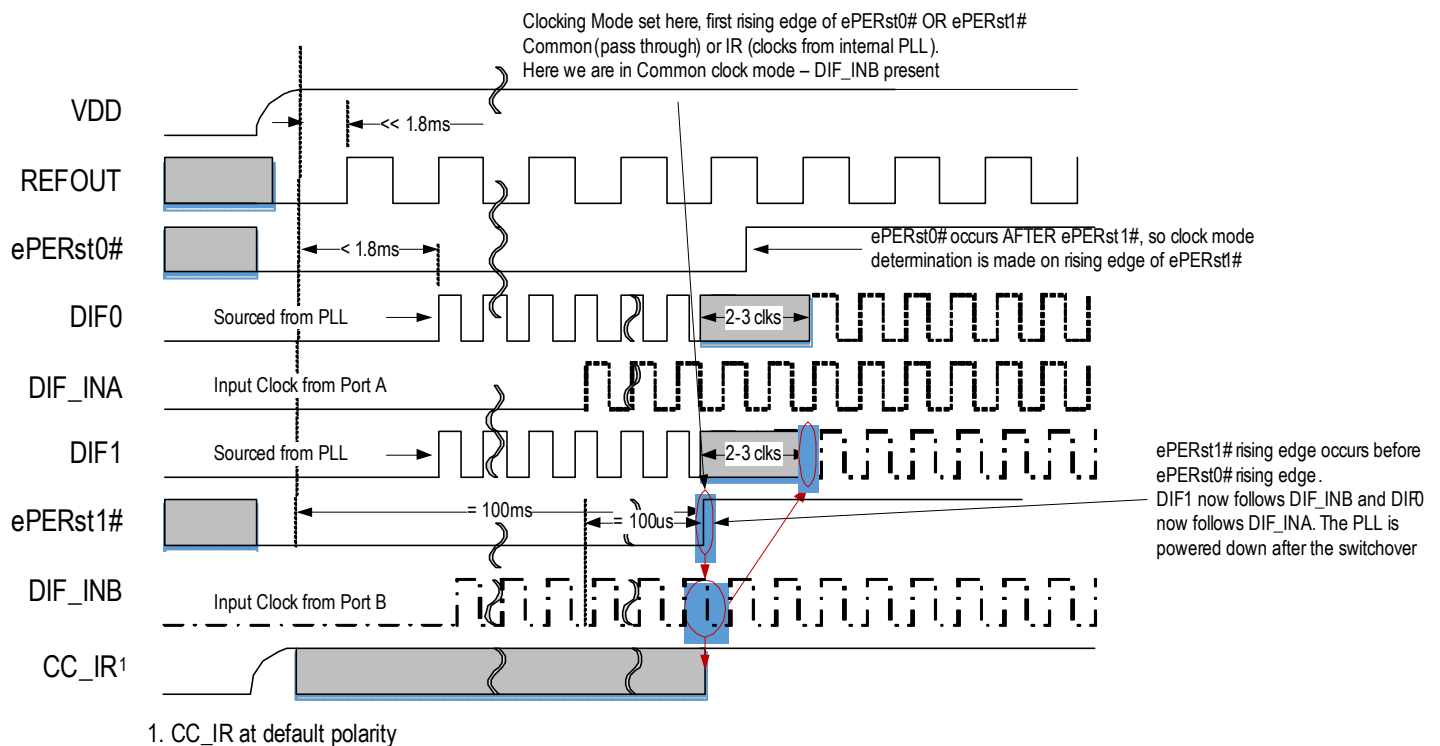 Clocking Mode set here, first rising edge of ePERst0# OR ePERst1#
Common (pass through) or IR (clocks from internal PLL).
Here we are in Common clock mode – DIF_INB present
VDD
<< 1.8ms
REFOUT
ePERst0#
< 1.8ms
ePERst0# occurs AFTER ePERst1#, so clock mode
determination is made on rising edge of ePERst1#
DIF0
Sourced from PLL
2-3 clks
DIF_INA
Input Clock from Port A
DIF1
Sourced from PLL
2-3 clks
ePERst1# rising edge occurs before
ePERst0# rising edge.
DIF1 now follows DIF_INB and DIF0
now follows DIF_INA. The PLL is
powered down after the switchover
ePERst1#
= 100ms
= 100us
DIF_INB
Input Clock from Port B
CC_IR¹
1. CC_IR at default polarity